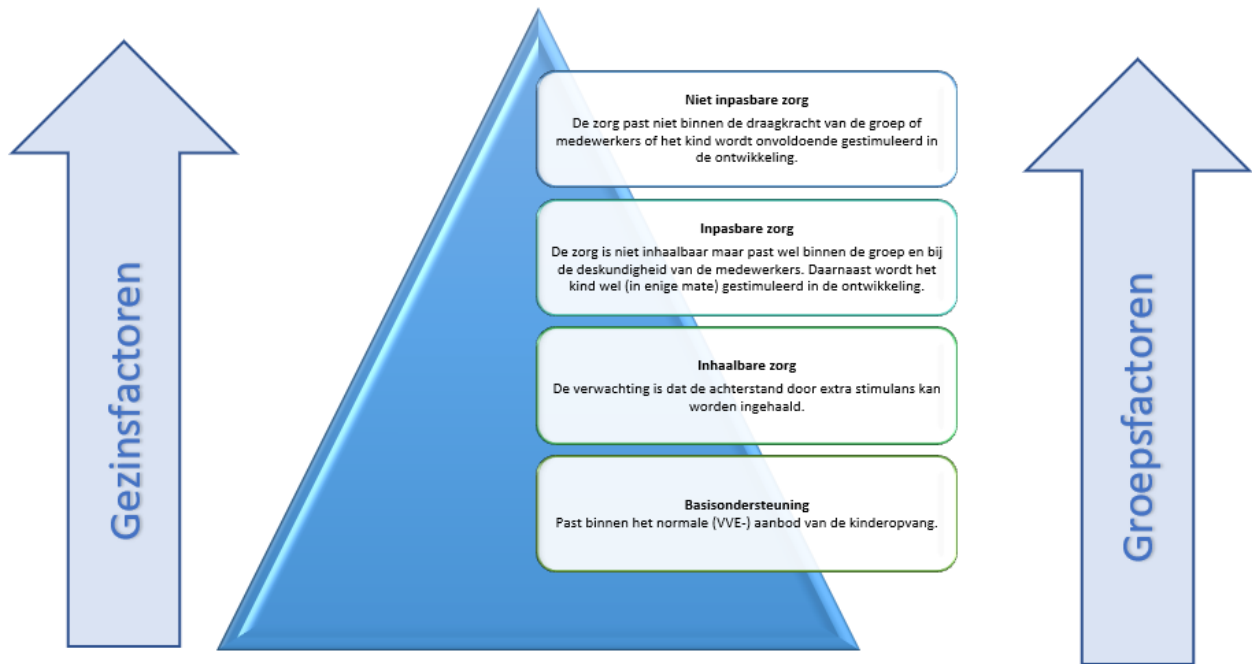 Gezinsfactoren
Niet inpasbare zorg
De zorg past niet binnen de draagkracht van de groep of
medewerkers of het kind wordt onvoldoende gestimuleerd in
de ontwikkeling.
Inpasbare zorg
De zorg is niet inhaalbaar maar past wel binnen de groep en bij
de deskundigheid van de medewerkers. Daarnaast wordt het
kind wel (in enige mate) gestimuleerd in de ontwikkeling.
Inhaalbare zorg
De verwachting is dat de achterstand door extra stimulans kan
worden ingehaald.
Basisondersteuning
Past binnen het normale (VVE-) aanbod van de kinderopvang.
Groepsfactoren